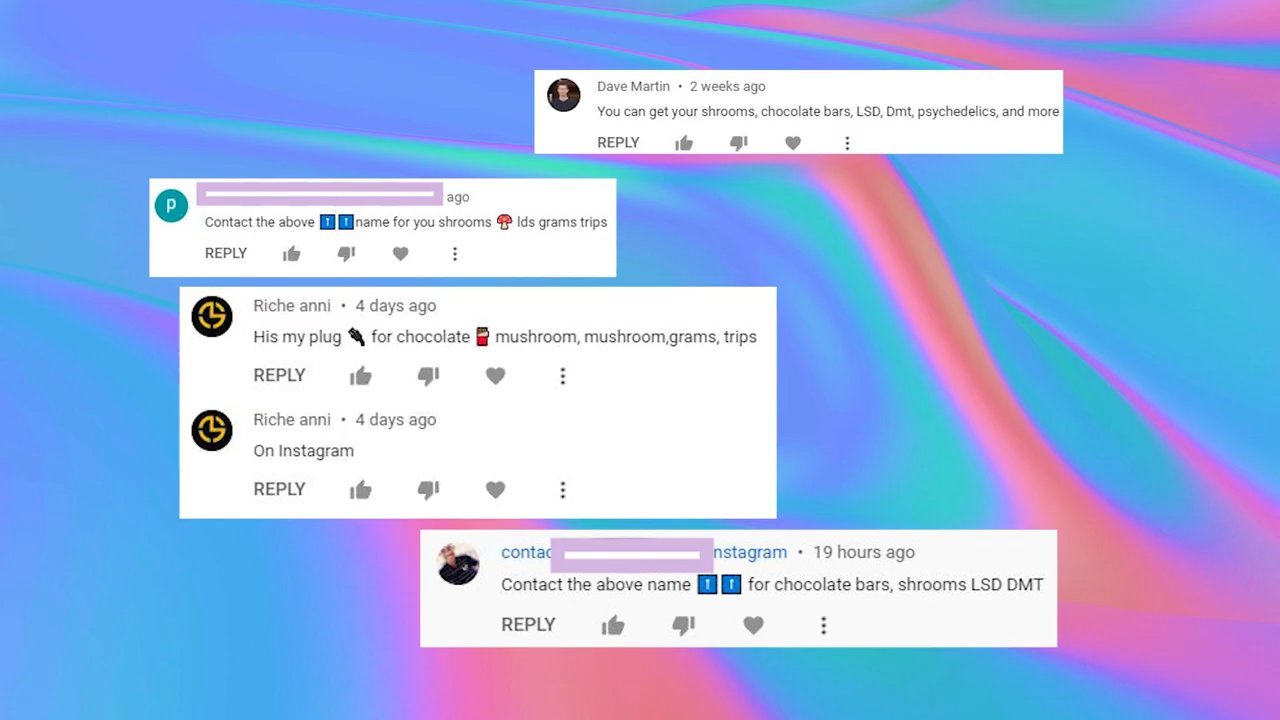 Dave Martin • 2 weeks ago
You can get your shrooms, chocolate bars, LSD, Dmt, psychedelics, and more
REPLY
p
ago
Contact the above ⬆️⬆️name for you shrooms 🍄 lds grams trips
REPLY
Riche anni • 4 days ago
His my plug 🔌 for chocolate 🍫 mushroom, mushroom,grams, trips
REPLY
Riche anni • 4 days ago
On Instagram
REPLY
contac nstagram • 19 hours ago
Contact the above name ⬆️⬆️ for chocolate bars, shrooms LSD DMT
REPLY